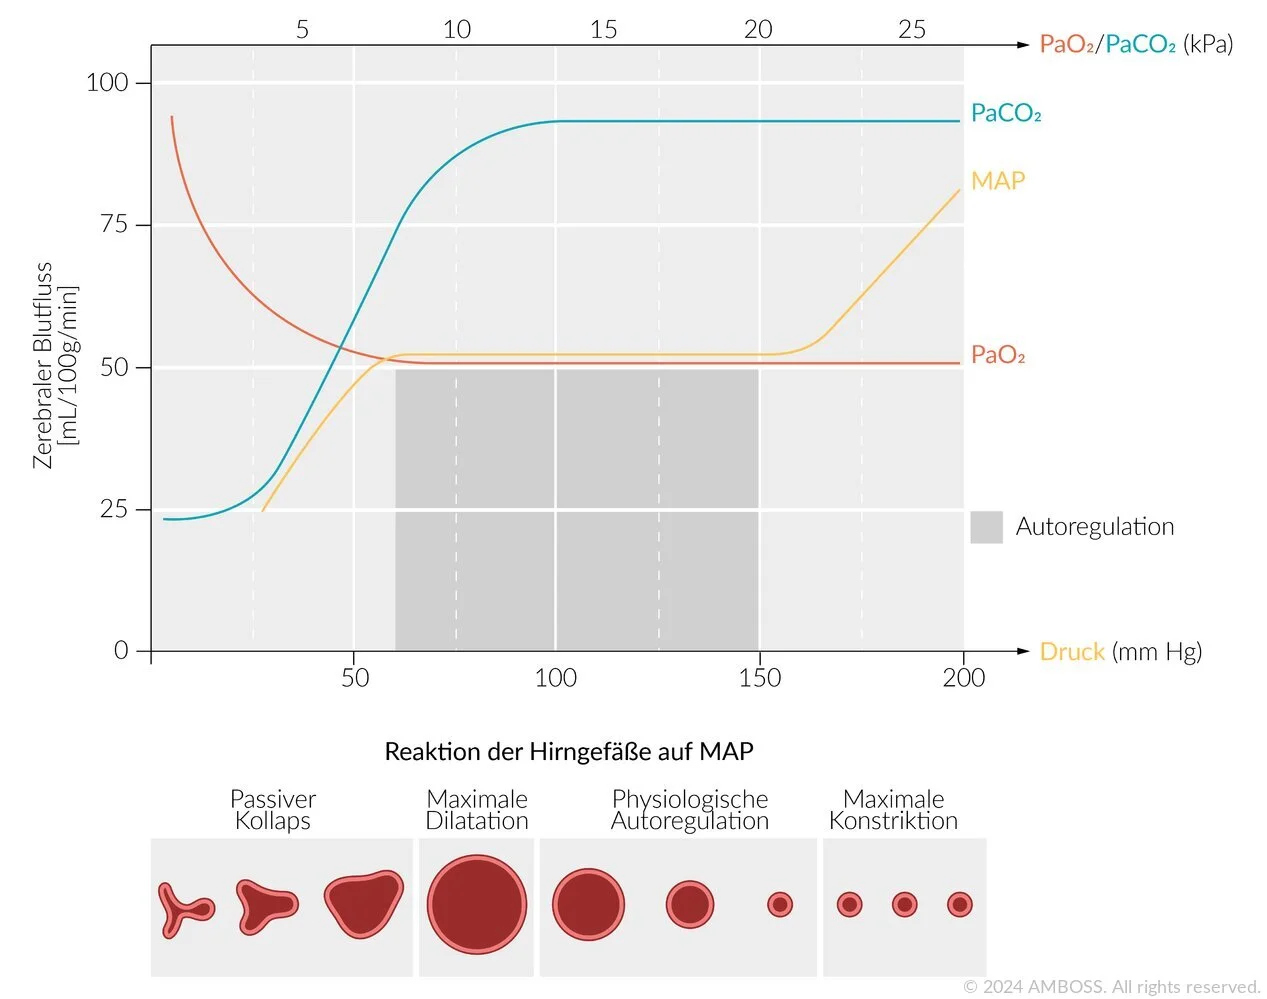 5 10 15 20 25
PaO₂/PaCO₂ (kPa)
100
PaCO₂
MAP
75
Zerebraler Blutfluss
[mL/100g/min]
PaO₂
50
25
Autoregulation
0
Druck (mm Hg)
50 100 150 200
Reaktion der Hirngefäße auf MAP
Passiver
Kollaps
Maximale
Dilatation
Physiologische
Autoregulation
Maximale
Konstriktion
© 2024 AMBOSS. All rights reserved.